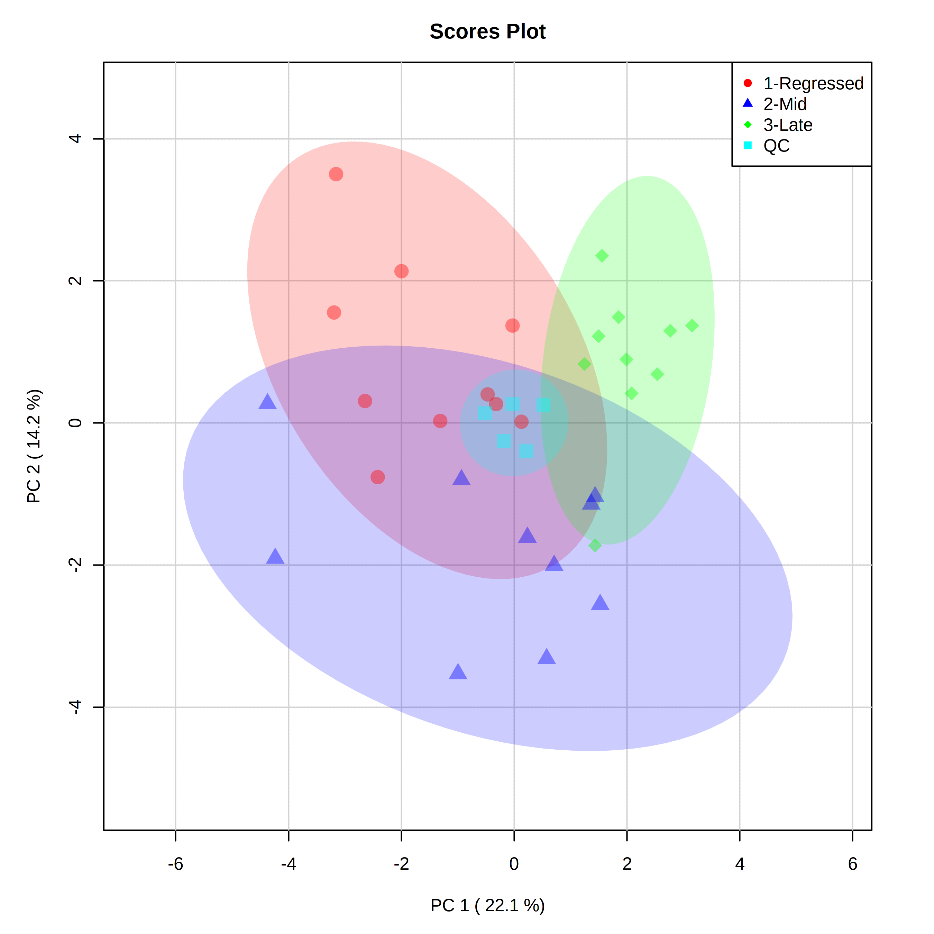 Scores Plot
1-Regressed
2-Mid
3-Late
QC
4
2
0
-2
-4
PC 2 ( 14.2 %)
-6 -4 -2 0 2 4 6
PC 1 ( 22.1 %)